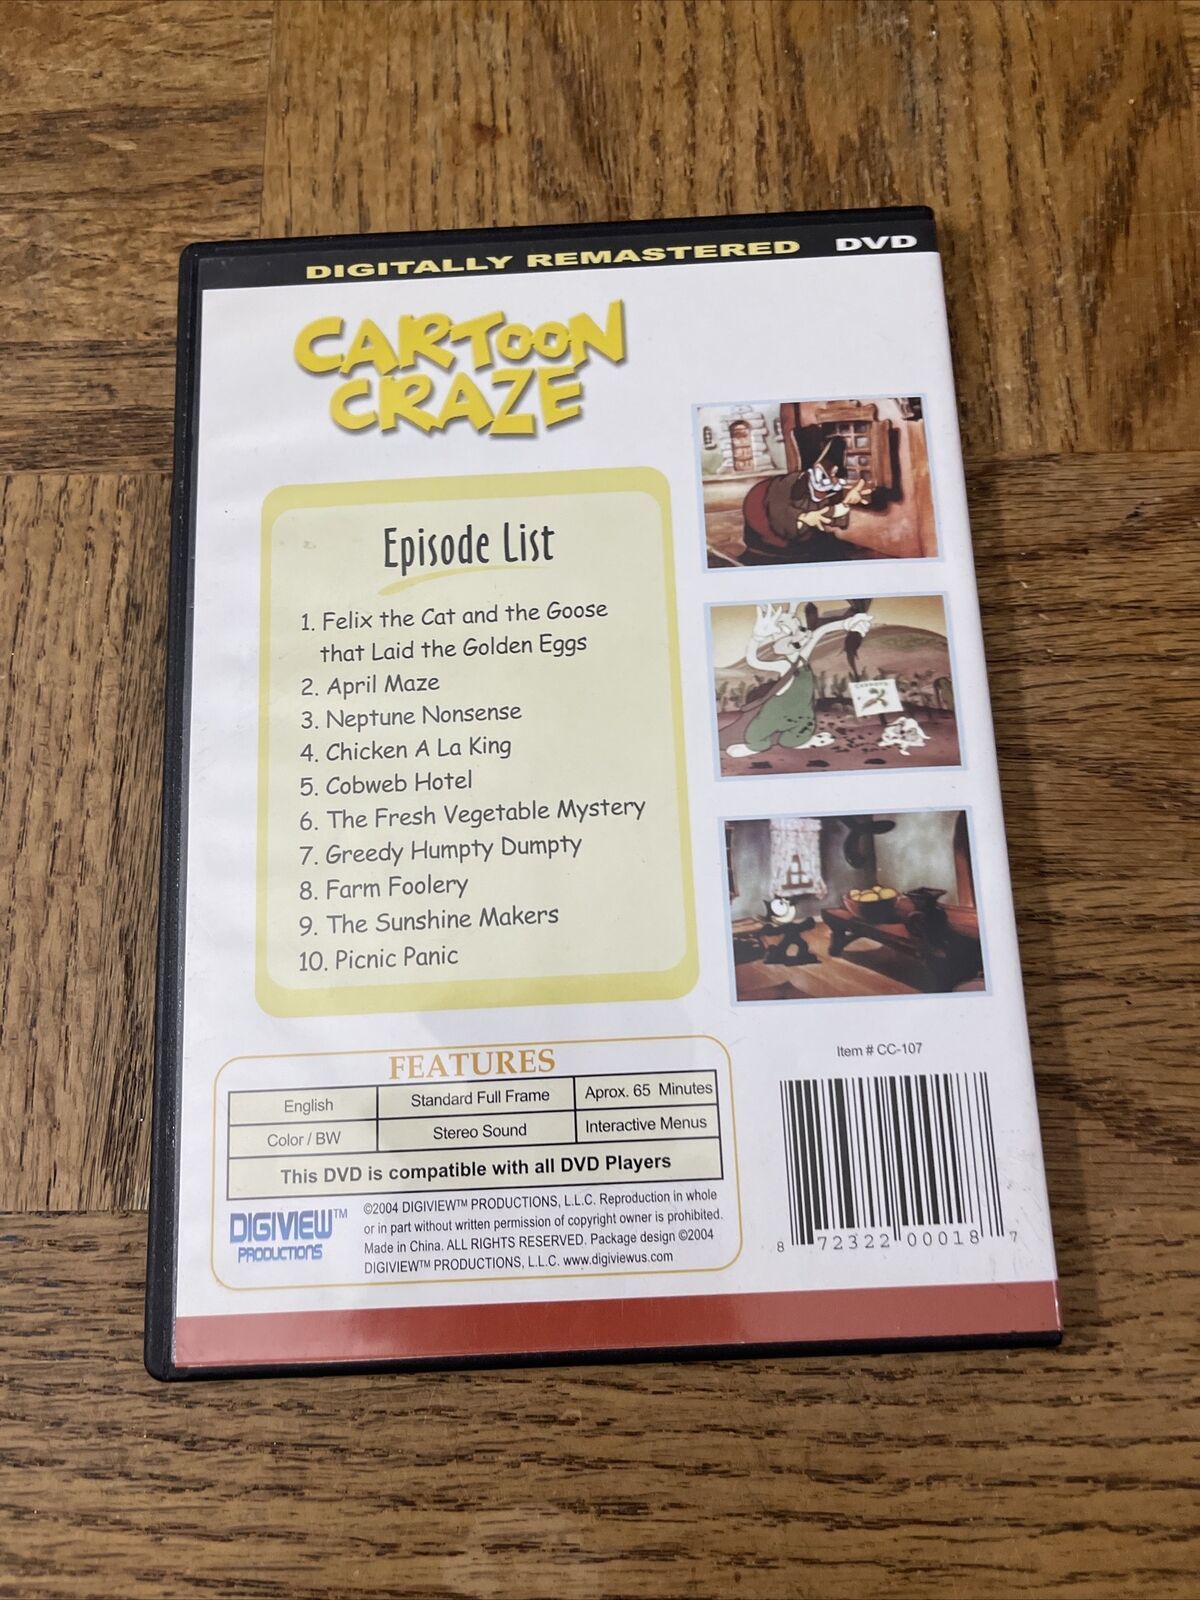 DIGITALLY REMASTERED DVD
CARTOON
CRAZE
Episode List
1. Felix the Cat and the Goose
that Laid the Golden Eggs
2. April Maze
3. Neptune Nonsense
4. Chicken A La King
5. Cobweb Hotel
6. The Fresh Vegetable Mystery
7. Greedy Humpty Dumpty
8. Farm Foolery
9. The Sunshine Makers
10. Picnic Panic
CARROTS
FEATURES
English Standard Full Frame Aprox. 65 Minutes
Color / BW Stereo Sound Interactive Menus
This DVD is compatible with all DVD Players
DIGIVIEW™
PRODUCTIONS
©2004 DIGIVIEW™ PRODUCTIONS, L.L.C. Reproduction in whole
or in part without written permission of copyright owner is prohibited.
Made in China. ALL RIGHTS RESERVED. Package design ©2004
DIGIVIEW™ PRODUCTIONS, L.L.C. www.digiviewus.com
Item # CC-107
8 72322 00018 7